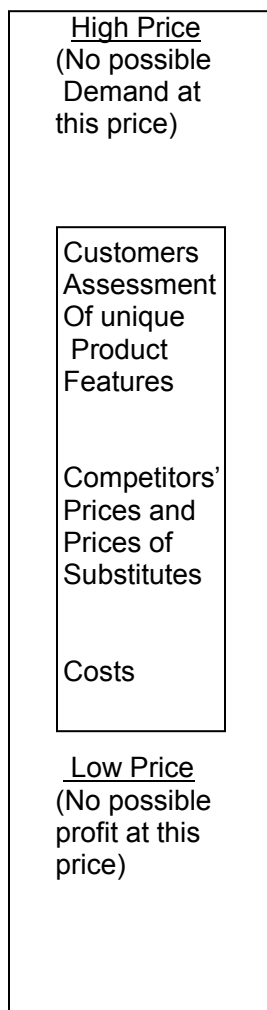 High Price
(No possible
Demand at
this price)
Customers
Assessment
Of unique
Product
Features
Competitors'
Prices and
Prices of
Substitutes
Costs
Low Price
(No possible
profit at this
price)